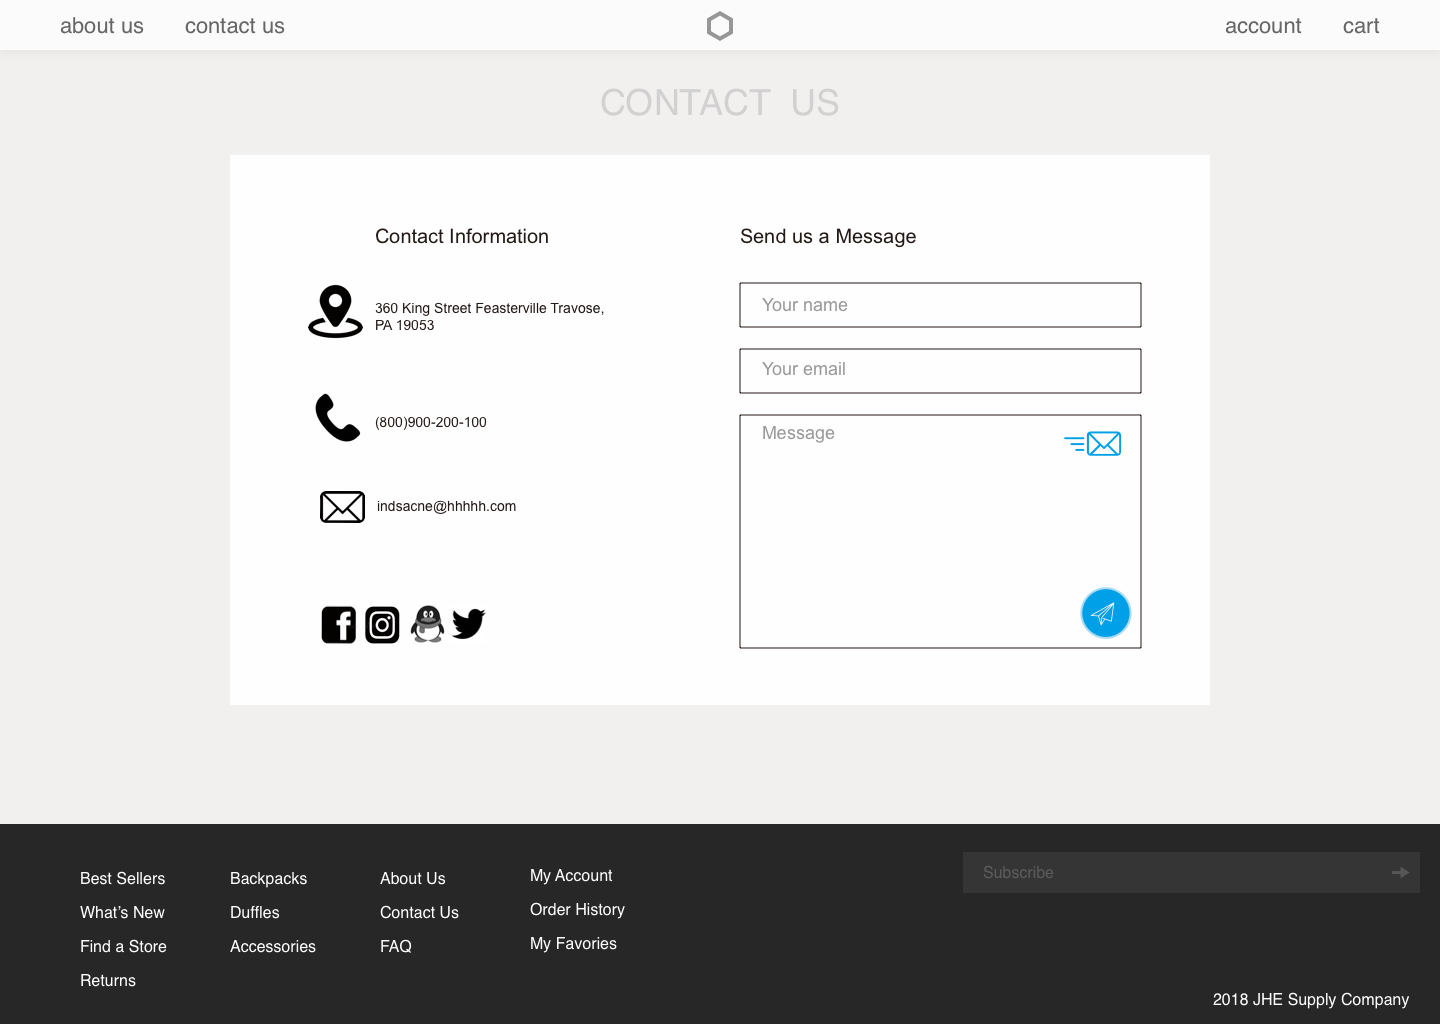 about us
contact us
account
cart
CONTACT US
Contact Information
360 King Street Feasterville Travose,
PA 19053
(800)900-200-100
indsacne@hhhhh.com
Send us a Message
Your name
Your email
Message
Best Sellers
What's New
Find a Store
Returns
Backpacks
Duffles
Accessories
About Us
Contact Us
FAQ
My Account
Order History
My Favories
Subscribe
2018 JHE Supply Company